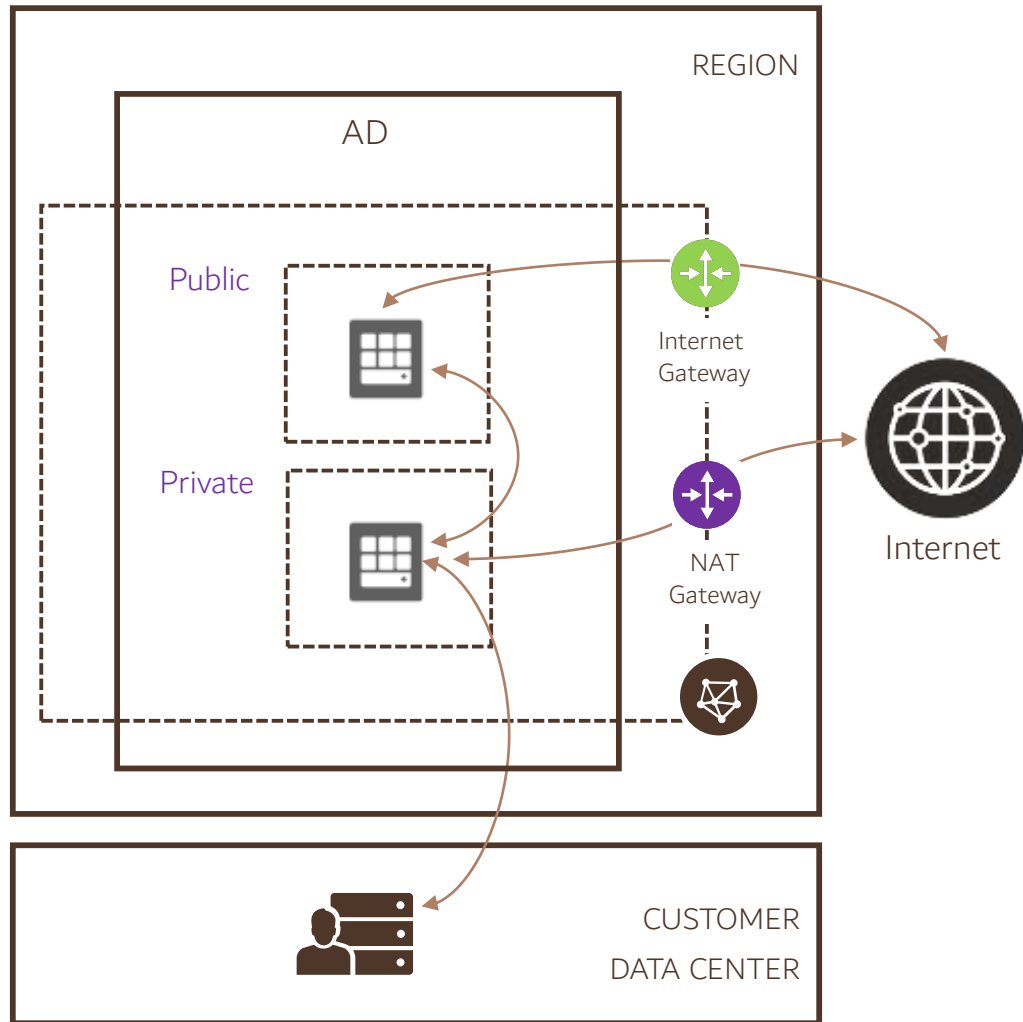 REGION
AD
Public
Internet
Gateway
Private
Internet
NAT
Gateway
CUSTOMER
DATA CENTER